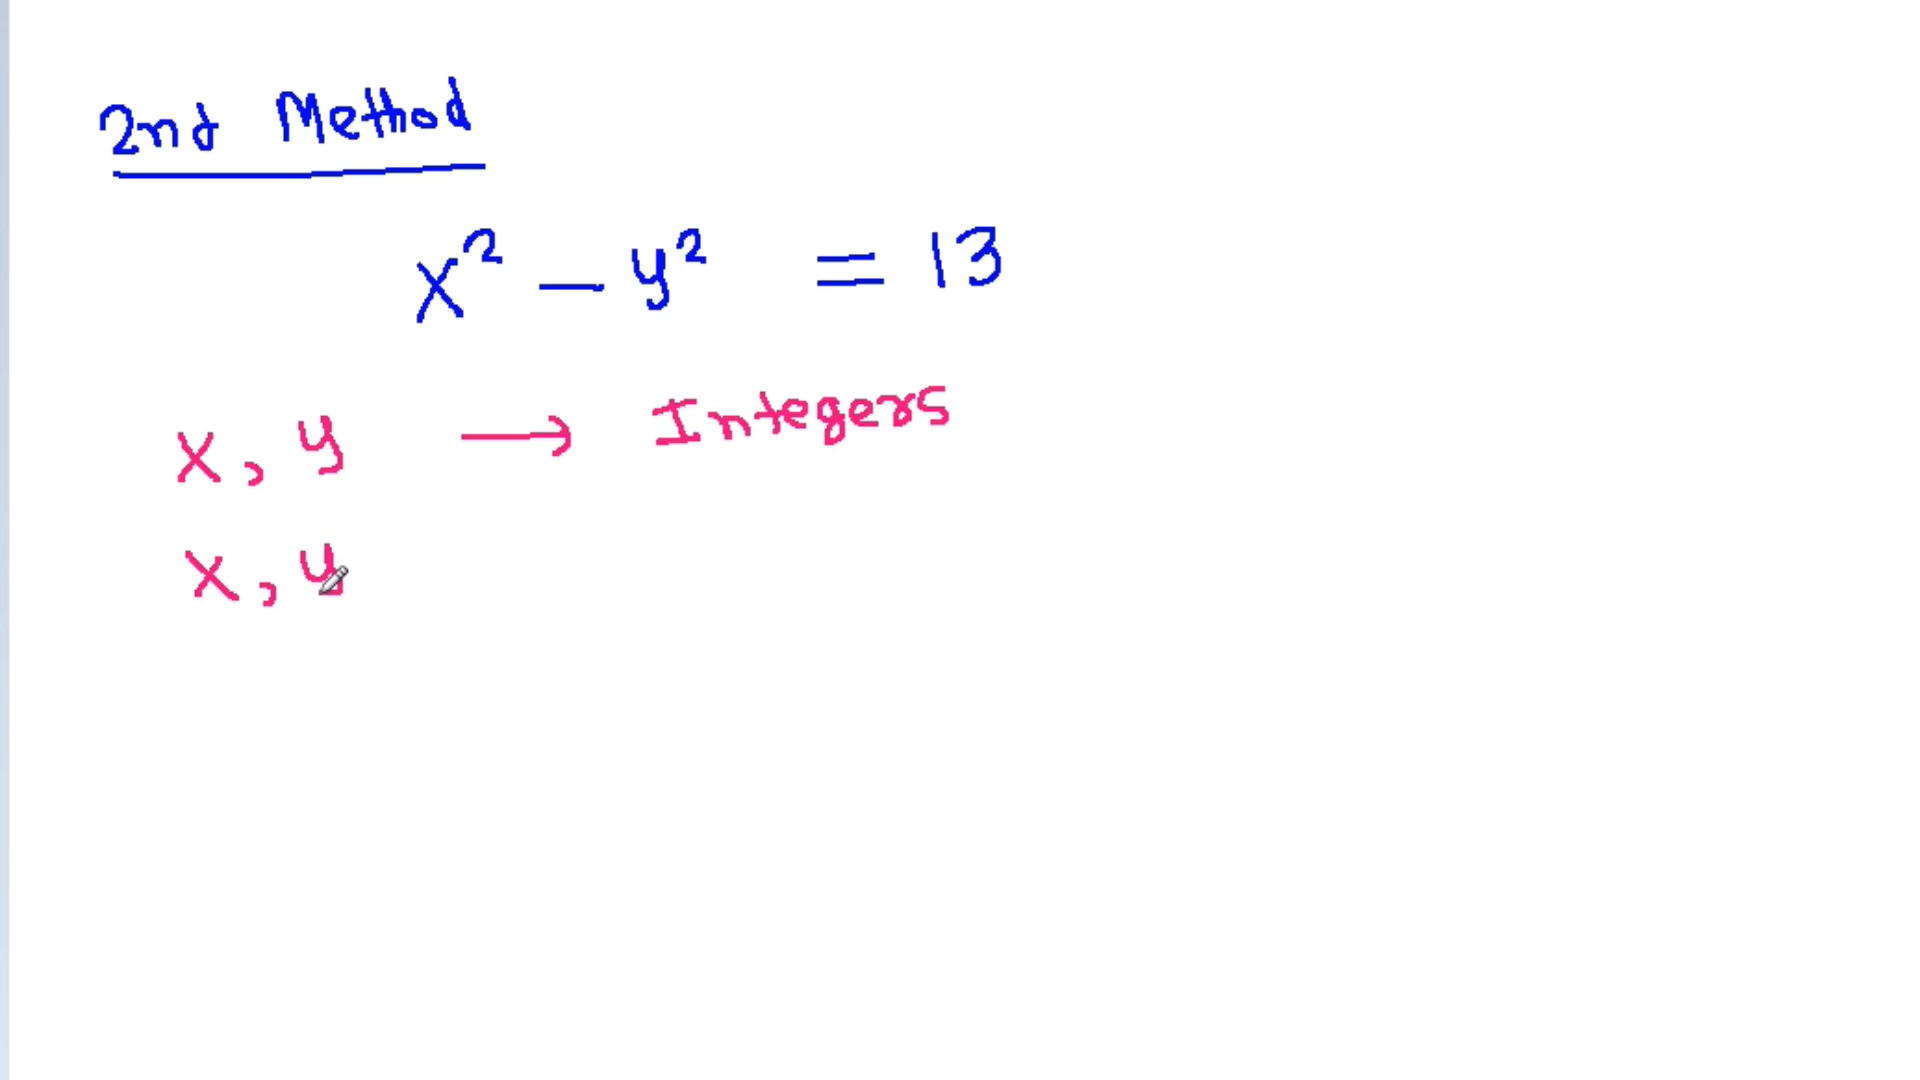 2nd Method
x² - y² = 13
x, y → Integers
x, y